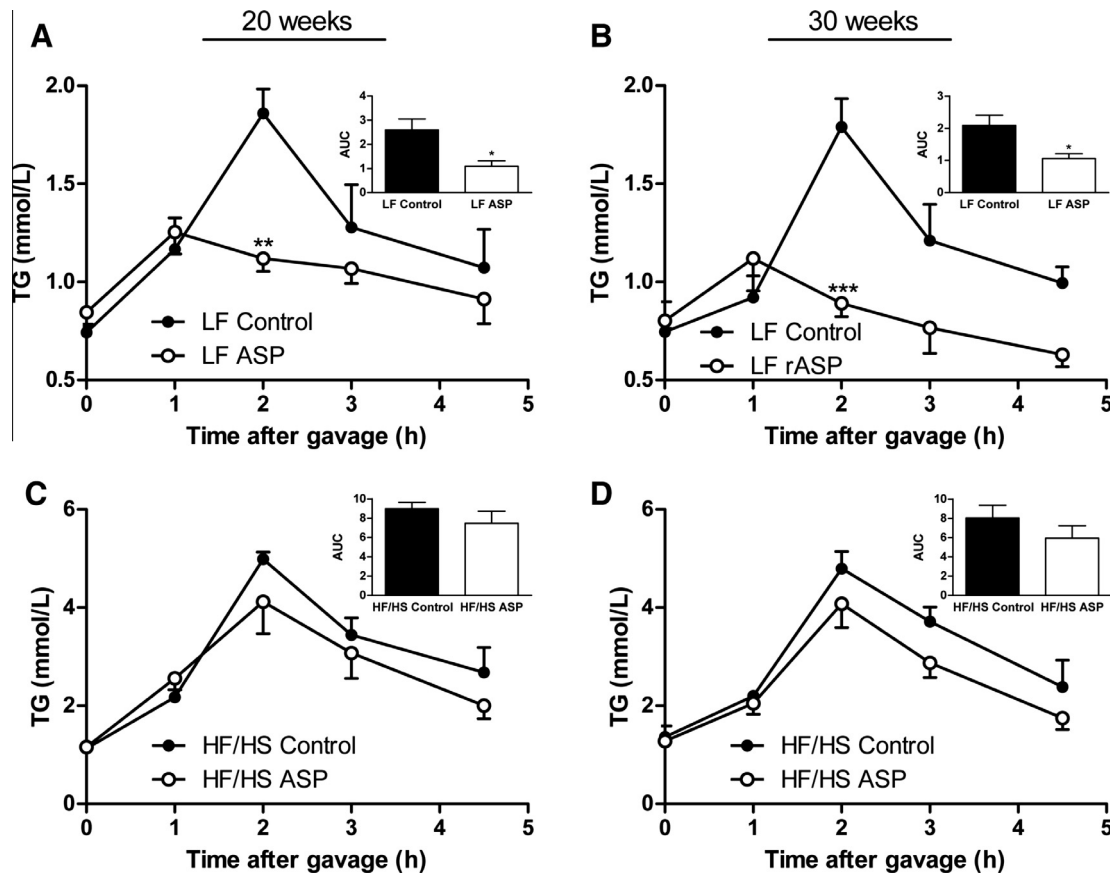 20 weeks
30 weeks
A
2.0
1.5
1.0
0.5
TG (mmol/L)
4
3
2
1
0
AUC
*
LF Control LF ASP
**
LF Control
LF ASP
0 1 2 3 4 5
Time after gavage (h)
B
2.0
1.5
1.0
0.5
TG (mmol/L)
3
2
1
0
AUC
*
LF Control LF ASP
***
LF Control
LF rASP
0 1 2 3 4 5
Time after gavage (h)
C
6
4
2
0
TG (mmol/L)
10
8
6
4
2
0
AUC
HF/HS Control HF/HS ASP
HF/HS Control
HF/HS ASP
0 1 2 3 4 5
Time after gavage (h)
D
6
4
2
0
TG (mmol/L)
10
8
6
4
2
0
AUC
HF/HS Control HF/HS ASP
HF/HS Control
HF/HS ASP
0 1 2 3 4 5
Time after gavage (h)